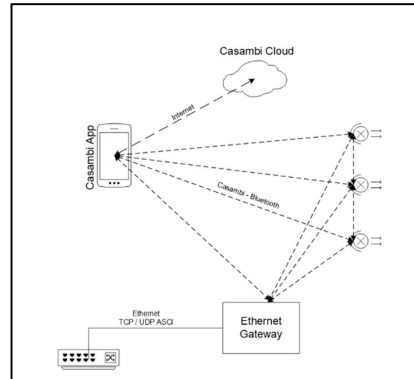 Casambi Cloud
Internet
Casambi App
Casambi - Bluetooth
Ethernet
TCP / UDP ASCI
Ethernet
Gateway